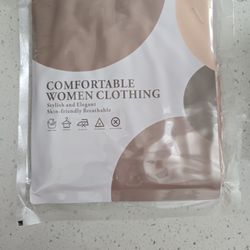 COMFORTABLE
WOMEN CLOTHING
Stylish and Elegant
Skin-friendly Breathable